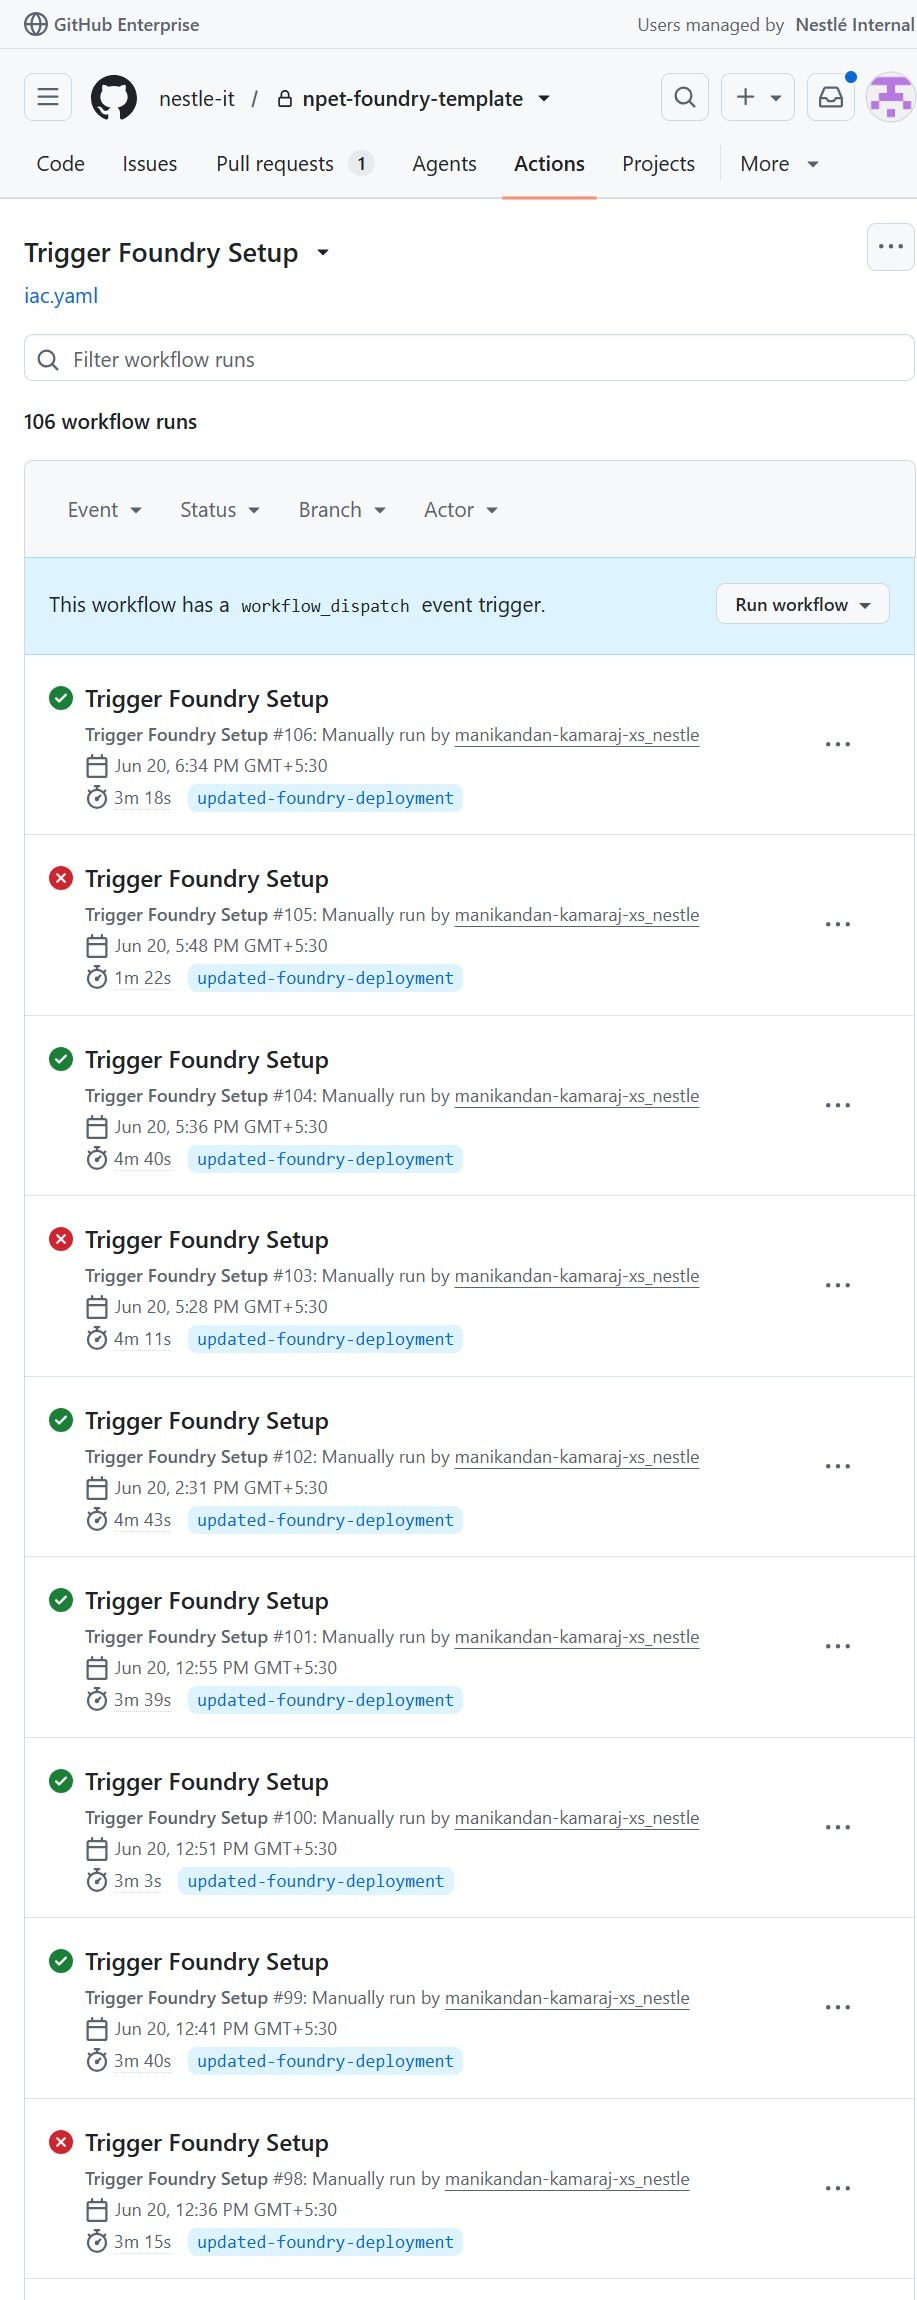 GitHub Enterprise
Users managed by Nestlé Internal
nestle-it / npet-foundry-template
Code Issues Pull requests 1 Agents Actions Projects More
Trigger Foundry Setup
iac.yaml
Filter workflow runs
106 workflow runs
Event Status Branch Actor
This workflow has a workflow_dispatch event trigger.
Run workflow
Trigger Foundry Setup
Trigger Foundry Setup #106: Manually run by manikandan-kamaraj-xs_nestle
Jun 20, 6:34 PM GMT+5:30
3m 18s updated-foundry-deployment
Trigger Foundry Setup
Trigger Foundry Setup #105: Manually run by manikandan-kamaraj-xs_nestle
Jun 20, 5:48 PM GMT+5:30
1m 22s updated-foundry-deployment
Trigger Foundry Setup
Trigger Foundry Setup #104: Manually run by manikandan-kamaraj-xs_nestle
Jun 20, 5:36 PM GMT+5:30
4m 40s updated-foundry-deployment
Trigger Foundry Setup
Trigger Foundry Setup #103: Manually run by manikandan-kamaraj-xs_nestle
Jun 20, 5:28 PM GMT+5:30
4m 11s updated-foundry-deployment
Trigger Foundry Setup
Trigger Foundry Setup #102: Manually run by manikandan-kamaraj-xs_nestle
Jun 20, 2:31 PM GMT+5:30
4m 43s updated-foundry-deployment
Trigger Foundry Setup
Trigger Foundry Setup #101: Manually run by manikandan-kamaraj-xs_nestle
Jun 20, 12:55 PM GMT+5:30
3m 39s updated-foundry-deployment
Trigger Foundry Setup
Trigger Foundry Setup #100: Manually run by manikandan-kamaraj-xs_nestle
Jun 20, 12:51 PM GMT+5:30
3m 3s updated-foundry-deployment
Trigger Foundry Setup
Trigger Foundry Setup #99: Manually run by manikandan-kamaraj-xs_nestle
Jun 20, 12:41 PM GMT+5:30
3m 40s updated-foundry-deployment
Trigger Foundry Setup
Trigger Foundry Setup #98: Manually run by manikandan-kamaraj-xs_nestle
Jun 20, 12:36 PM GMT+5:30
3m 15s updated-foundry-deployment